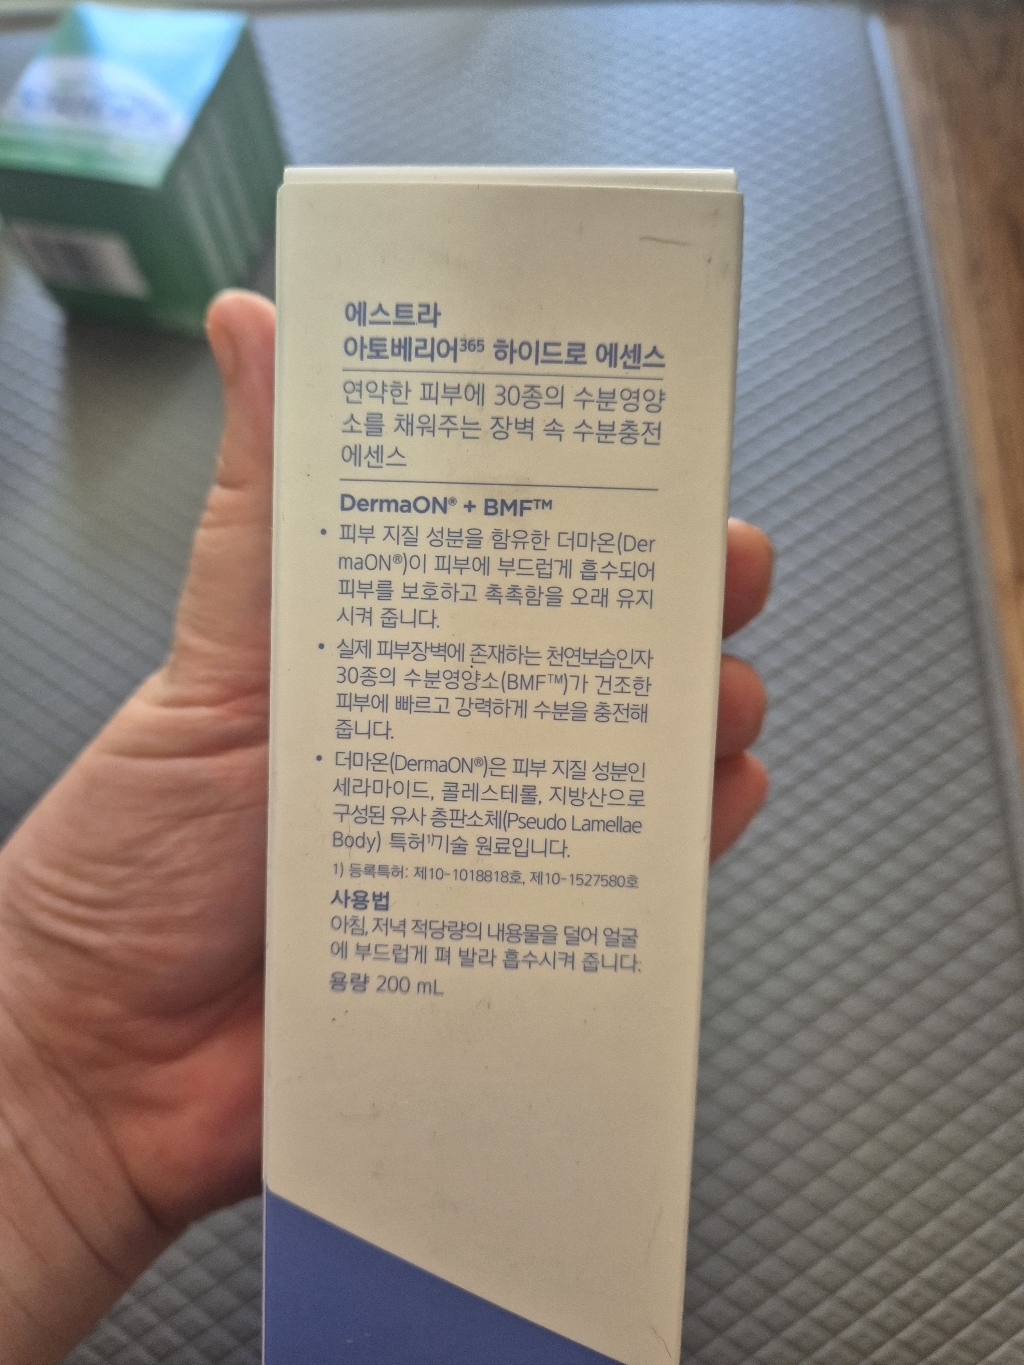 에스트라
아토베리어365 하이드로 에센스
연약한 피부에 30종의 수분영양
소를 채워주는 장벽 속 수분충전
에센스
DermaON® + BMF™
• 피부 지질 성분을 함유한 더마온(Der
maON®)이 피부에 부드럽게 흡수되어
피부를 보호하고 촉촉함을 오래 유지
시켜 줍니다.
• 실제 피부장벽에 존재하는 천연보습인자
30종의 수분영양소(BMF™)가 건조한
피부에 빠르고 강력하게 수분을 충전해
줍니다.
• 더마온(DermaON®)은 피부 지질 성분인
세라마이드, 콜레스테롤, 지방산으로
구성된 유사 층판소체(Pseudo Lamellae
Body) 특허1)기술 원료입니다.
1) 등록특허: 제10-1018818호, 제10-1527580호
사용법
아침, 저녁 적당량의 내용물을 덜어 얼굴
에 부드럽게 펴 발라 흡수시켜 줍니다.
용량 200 mL